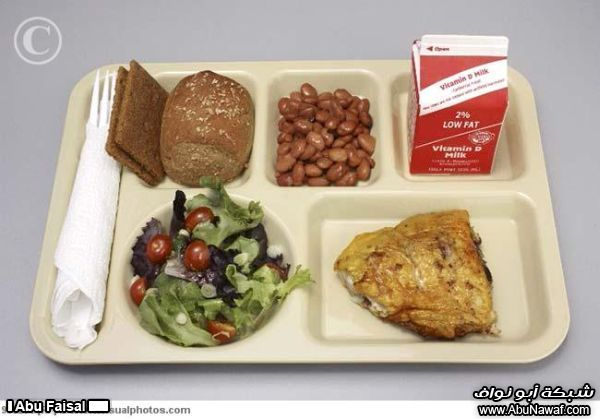 ©
Open
Vitamin D Milk
2%
LOW FAT
Vitamin D
Milk
I Abu Faisal
sualphotos.com
شبكة أبو نواف
www.AbuNawaf.com